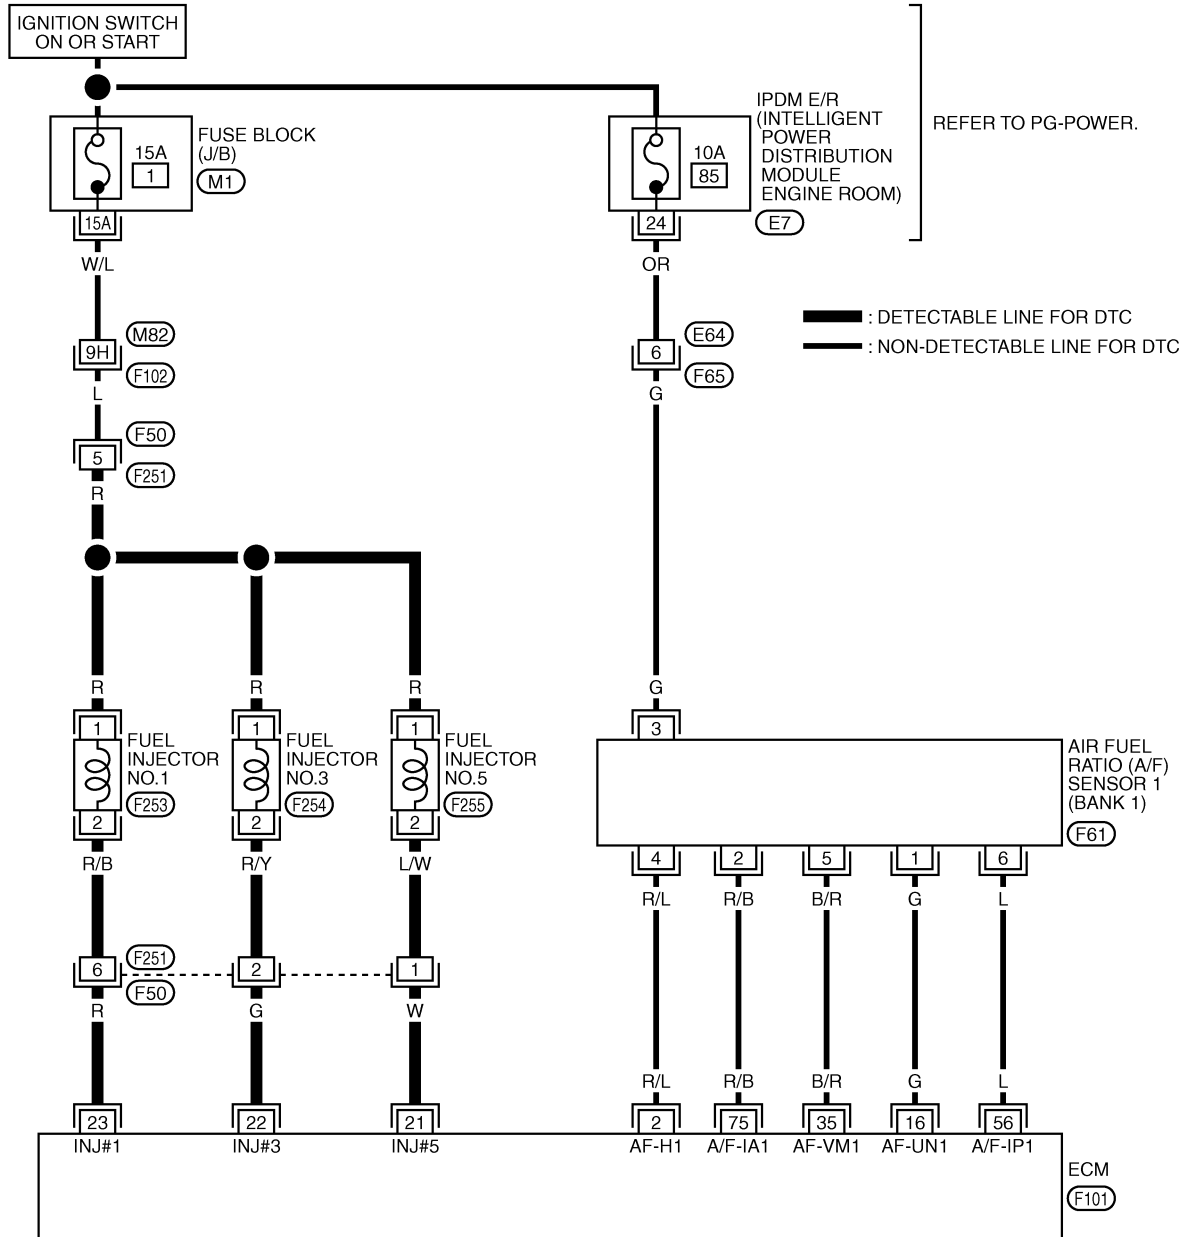 IGNITION SWITCH
ON OR START
FUSE BLOCK
(J/B)
M1
15A
1
15A
W/L
M82
9H
F102
L
F50
5
F251
R
IPDM E/R
(INTELLIGENT
POWER
DISTRIBUTION
MODULE
ENGINE ROOM)
E7
10A
85
24
OR
E64
6
F65
G
REFER TO PG-POWER.
: DETECTABLE LINE FOR DTC
: NON-DETECTABLE LINE FOR DTC
R
R
R
G
1
1
1
3
FUEL
INJECTOR
NO.1
F253
FUEL
INJECTOR
NO.3
F254
FUEL
INJECTOR
NO.5
F255
AIR FUEL
RATIO (A/F)
SENSOR 1
(BANK 1)
F61
2
2
2
4
2
5
1
6
R/B
R/Y
L/W
R/L
R/B
B/R
G
L
F251
6
2
1
F50
R
G
W
R/L
R/B
B/R
G
L
23
22
21
2
75
35
16
56
INJ#1
INJ#3
INJ#5
AF-H1
A/F-IA1
AF-VM1
AF-UN1
A/F-IP1
ECM
F101